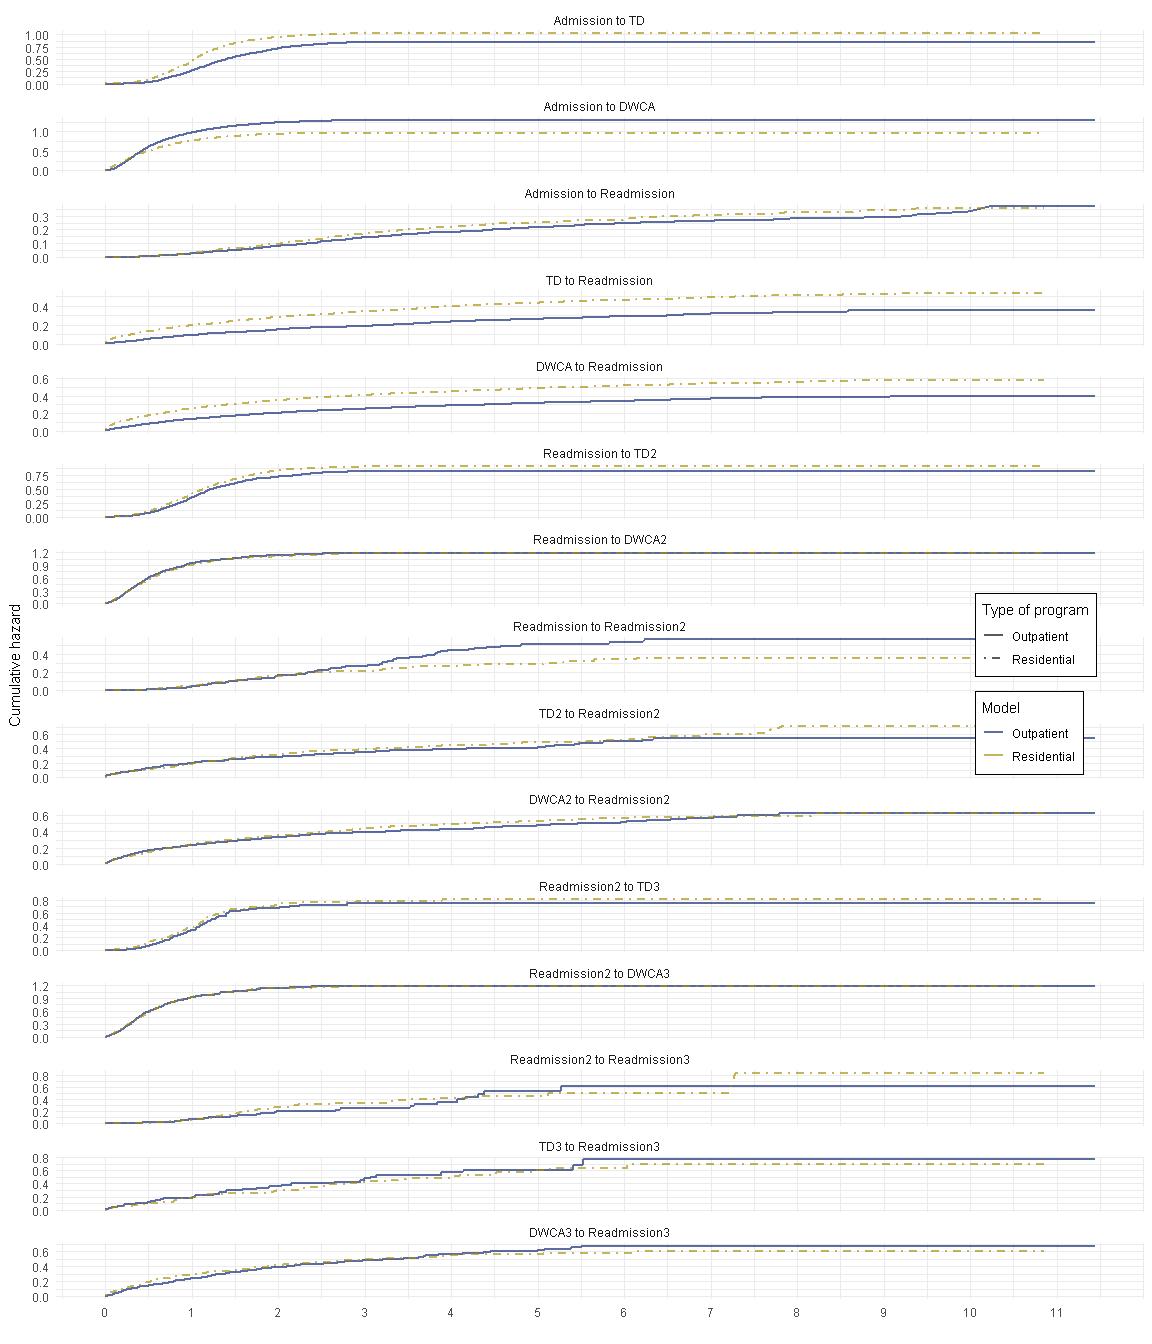 Admission to TD
1.00
0.75
0.50
0.25
0.00
Admission to DWCA
1.0
0.5
0.0
Admission to Readmission
0.3
0.2
0.1
0.0
TD to Readmission
0.4
0.2
0.0
DWCA to Readmission
0.6
0.4
0.2
0.0
Readmission to TD2
0.75
0.50
0.25
0.00
Readmission to DWCA2
1.2
0.9
0.6
0.3
0.0
Readmission to Readmission2
0.4
0.2
0.0
TD2 to Readmission2
0.6
0.4
0.2
0.0
DWCA2 to Readmission2
0.6
0.4
0.2
0.0
Readmission2 to TD3
0.8
0.6
0.4
0.2
0.0
Readmission2 to DWCA3
1.2
0.9
0.6
0.3
0.0
Readmission2 to Readmission3
0.8
0.6
0.4
0.2
0.0
TD3 to Readmission3
0.8
0.6
0.4
0.2
0.0
DWCA3 to Readmission3
0.6
0.4
0.2
0.0
0 1 2 3 4 5 6 7 8 9 10 11
Cumulative hazard
Type of program
Outpatient
Residential
Model
Outpatient
Residential